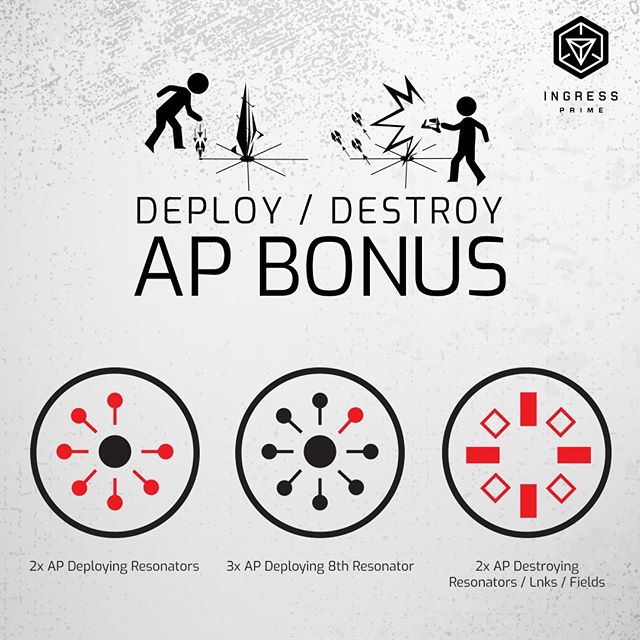 INGRESS
PRIME
DEPLOY / DESTROY
AP BONUS
2x AP Deploying Resonators
3x AP Deploying 8th Resonator
2x AP Destroying
Resonators / Lnks / Fields